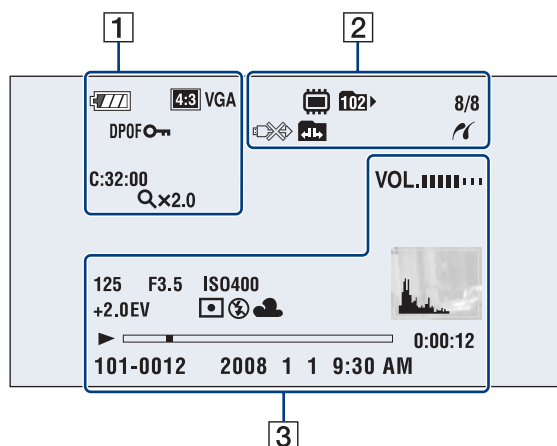 1
2
4:3 VGA
102
8/8
DPOF
C:32:00
×2.0
VOL.
125 F3.5 ISO400
+2.0EV
0:00:12
101-0012 2008 1 1 9:30 AM
3